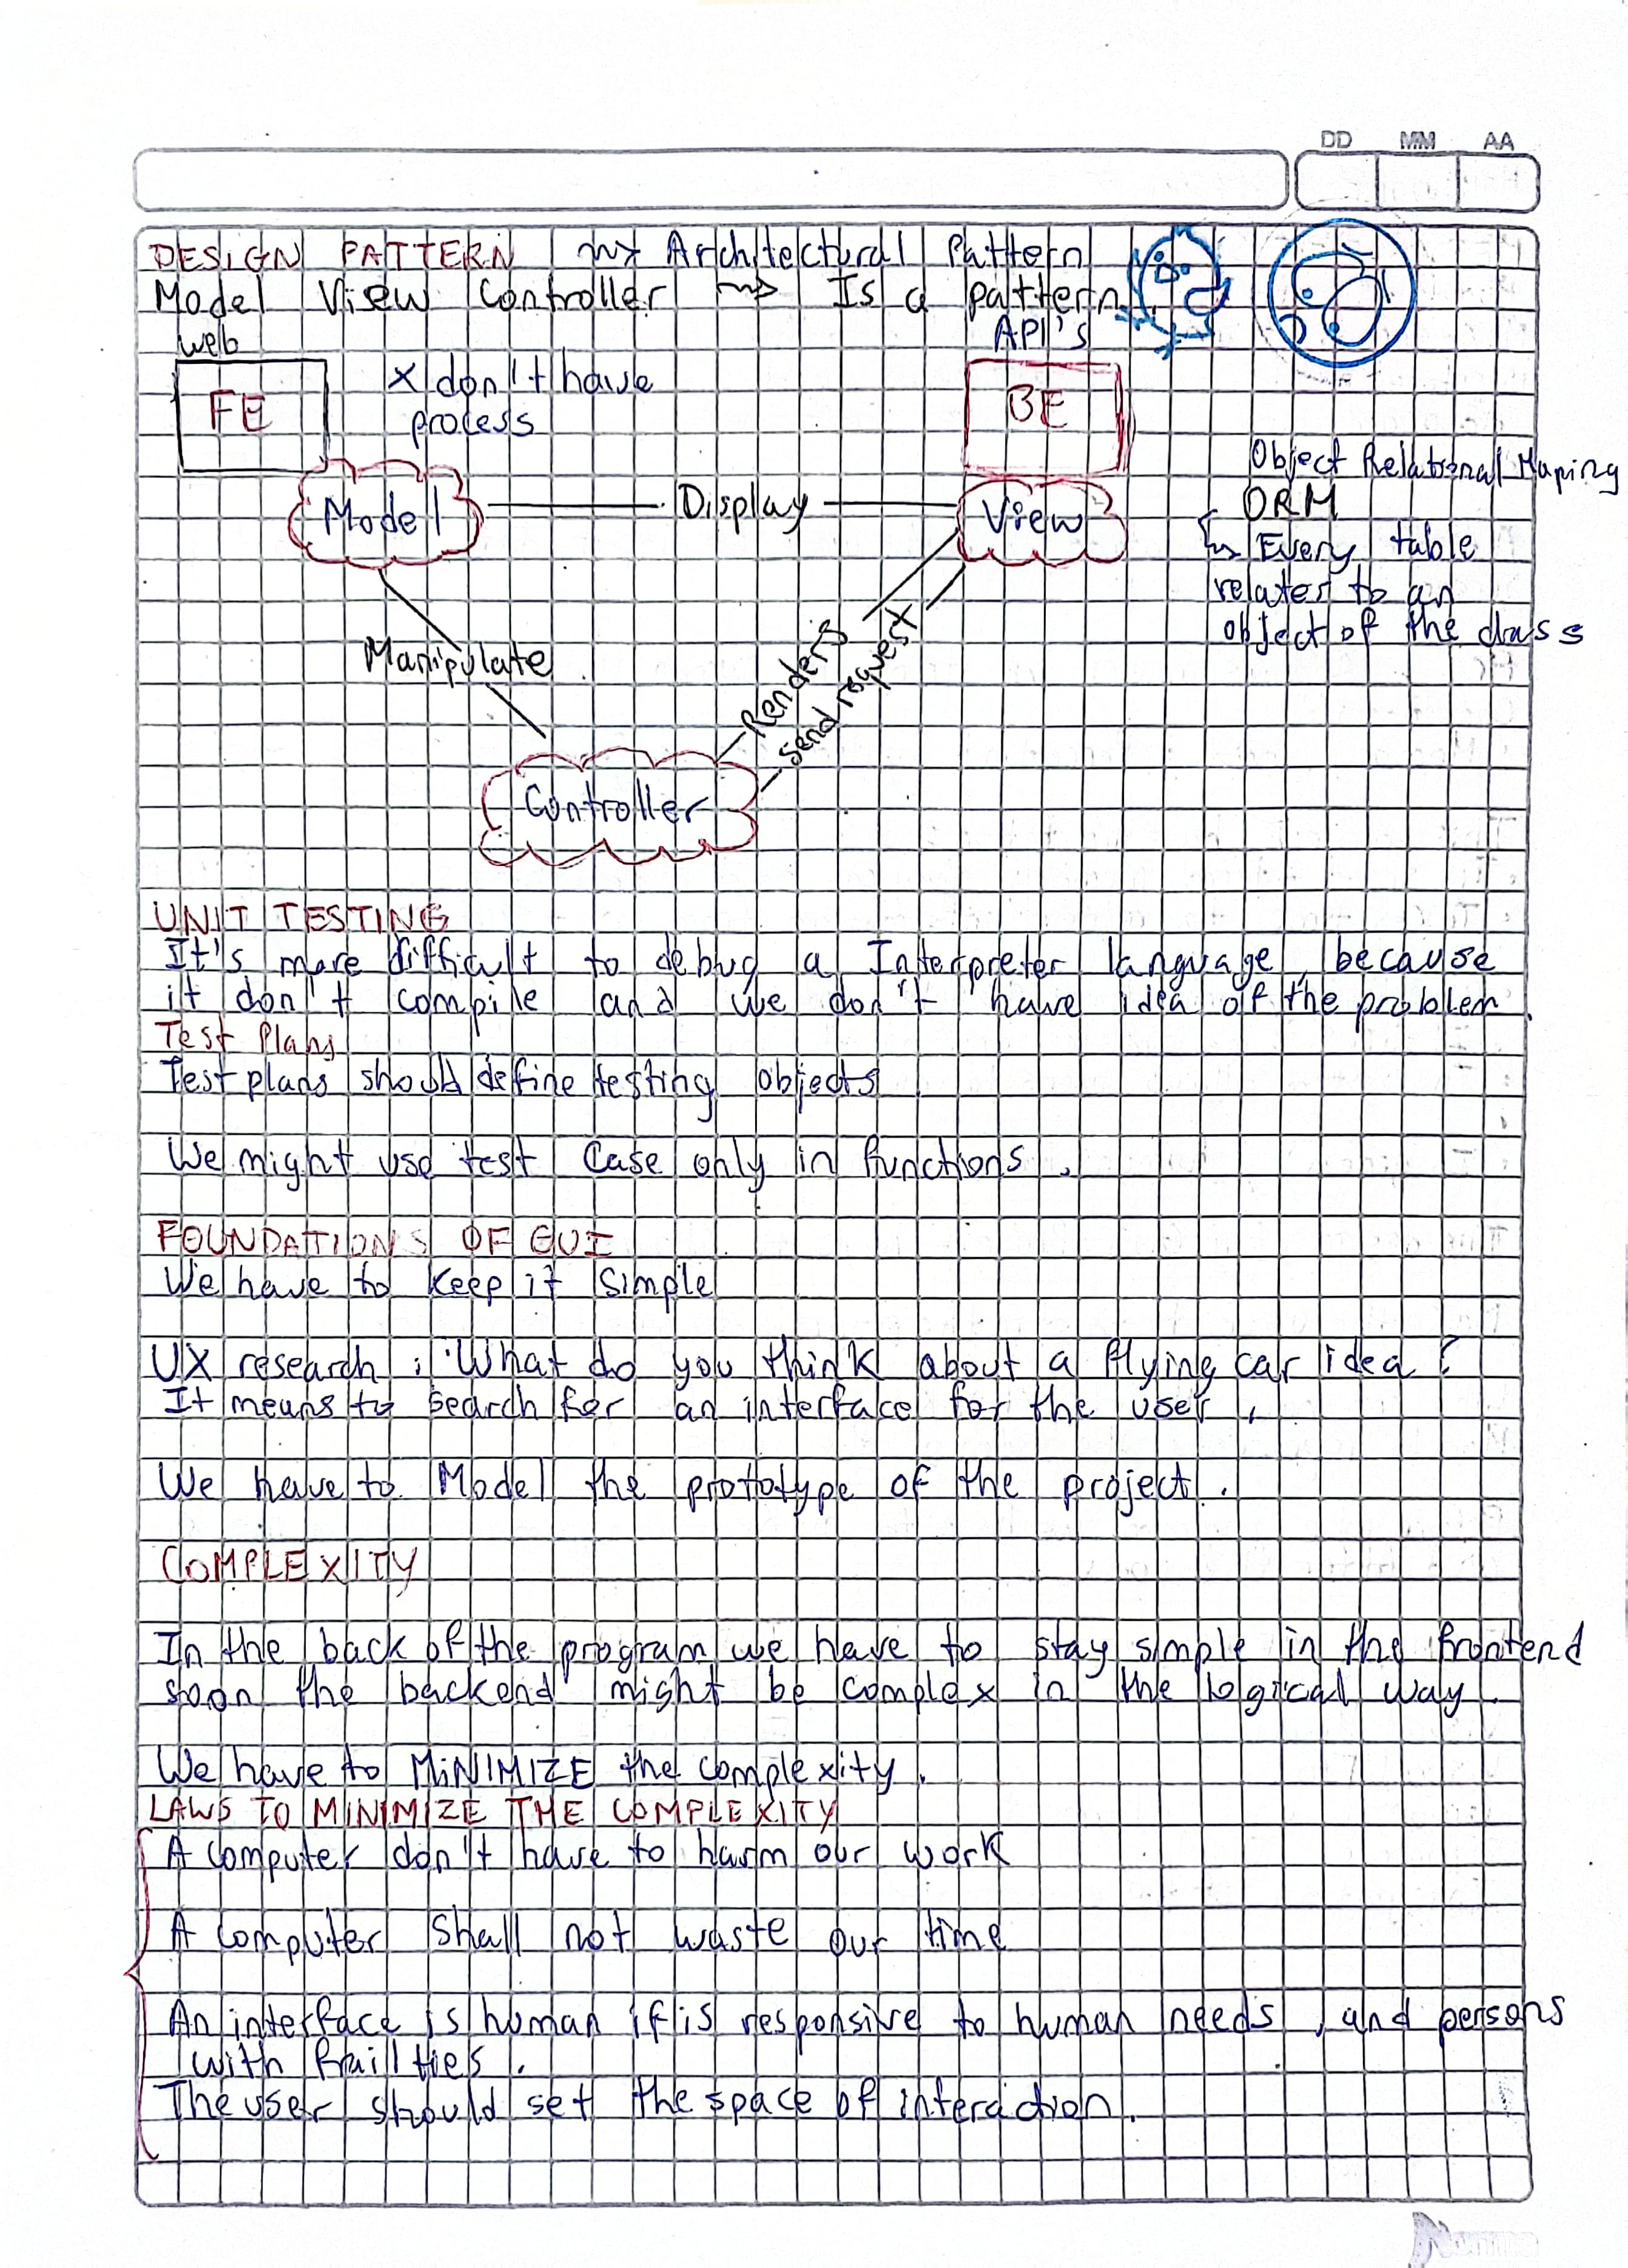 DD MM AA
DESIGN PATTERN ~> Architectural Pattern
Model View Controller ~> Is a pattern
web
API's
FE
x don't have
process
BE
Object Relational Maping
ORM
↳ Every table
relates to an
object of the class
Model
Display
View
Manipulate
Renders
send request
Controller
UNIT TESTING
It's more difficult to debug a Interpreter language, because
it don't compile and we don't have idea of the problem.
Test Plans
Test plans should define testing objects
We might use test Case only in functions.
FOUNDATIONS OF GUI
We have to keep it simple
UX research: What do you think about a flying car idea?
It means to search for an interface for the user.
We have to Model the prototype of the project.
COMPLEXITY
In the back of the program we have to stay simple in the frontend
soon the backend might be complex in the logical way.
We have to MiNIMIZE the complexity.
LAWS TO MINIMIZE THE COMPLEXITY
A computer don't have to harm our work
A computer shall not waste our time
An interface is human if is responsive to human needs, and persons
with frailties.
The user should set the space of interaction.